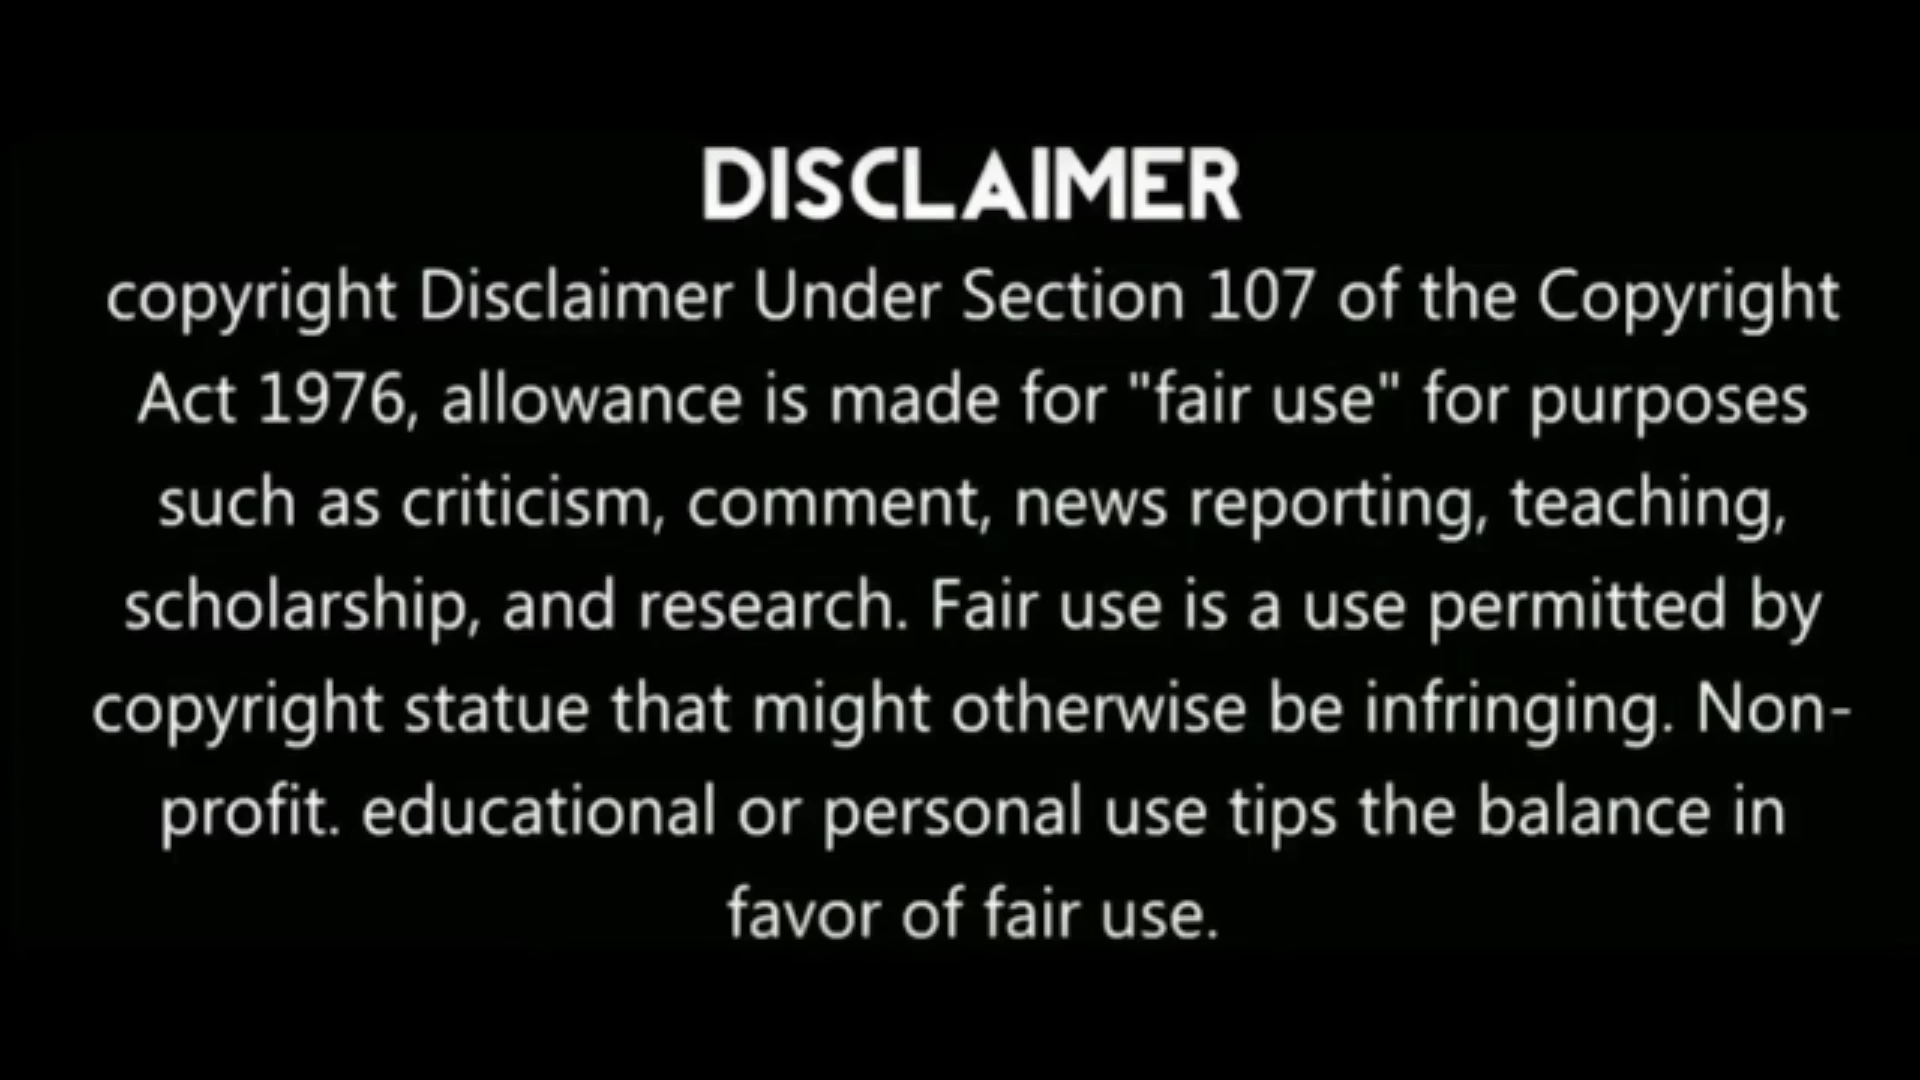 DISCLAIMER
copyright Disclaimer Under Section 107 of the Copyright
Act 1976, allowance is made for "fair use" for purposes
such as criticism, comment, news reporting, teaching,
scholarship, and research. Fair use is a use permitted by
copyright statue that might otherwise be infringing. Non-
profit. educational or personal use tips the balance in
favor of fair use.